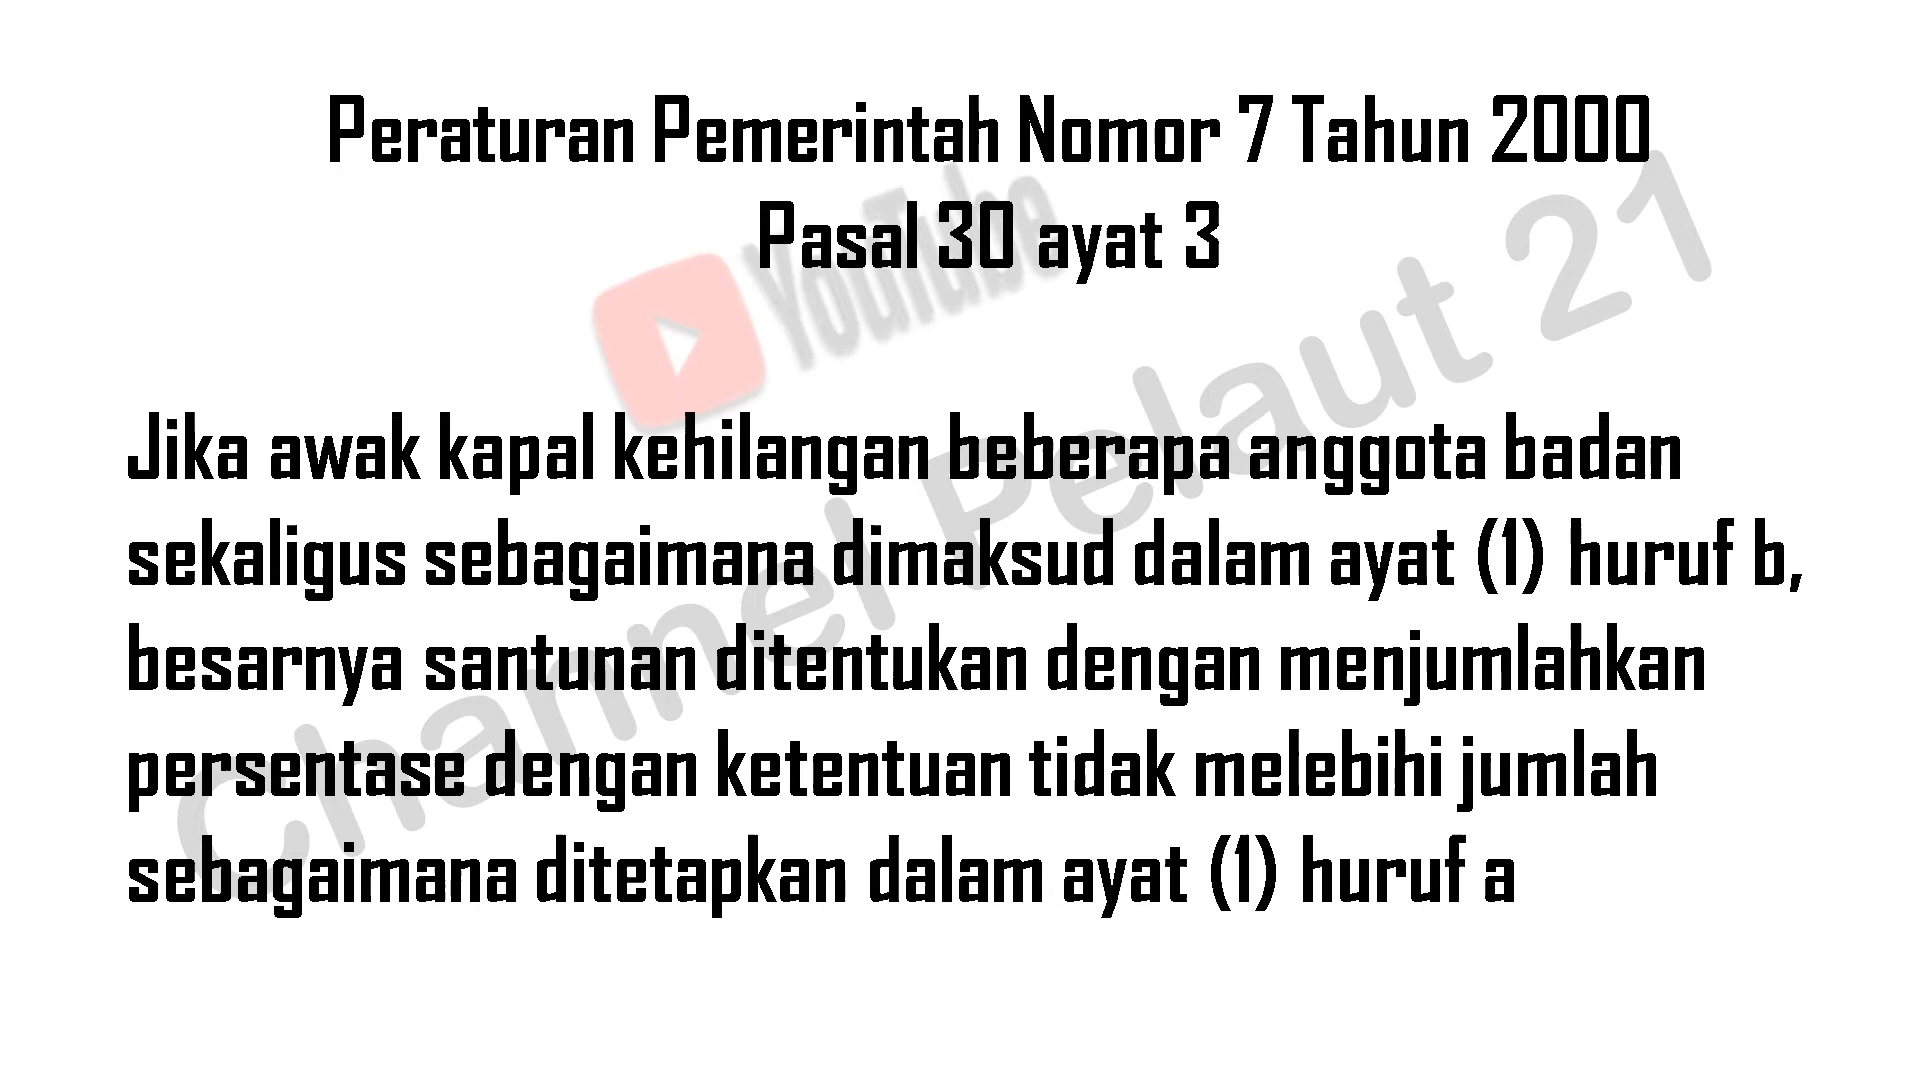 Peraturan Pemerintah Nomor 7 Tahun 2000
Pasal 30 ayat 3
YouTube
Channel Pelaut 21
Jika awak kapal kehilangan beberapa anggota badan
sekaligus sebagaimana dimaksud dalam ayat (1) huruf b,
besarnya santunan ditentukan dengan menjumlahkan
persentase dengan ketentuan tidak melebihi jumlah
sebagaimana ditetapkan dalam ayat (1) huruf a